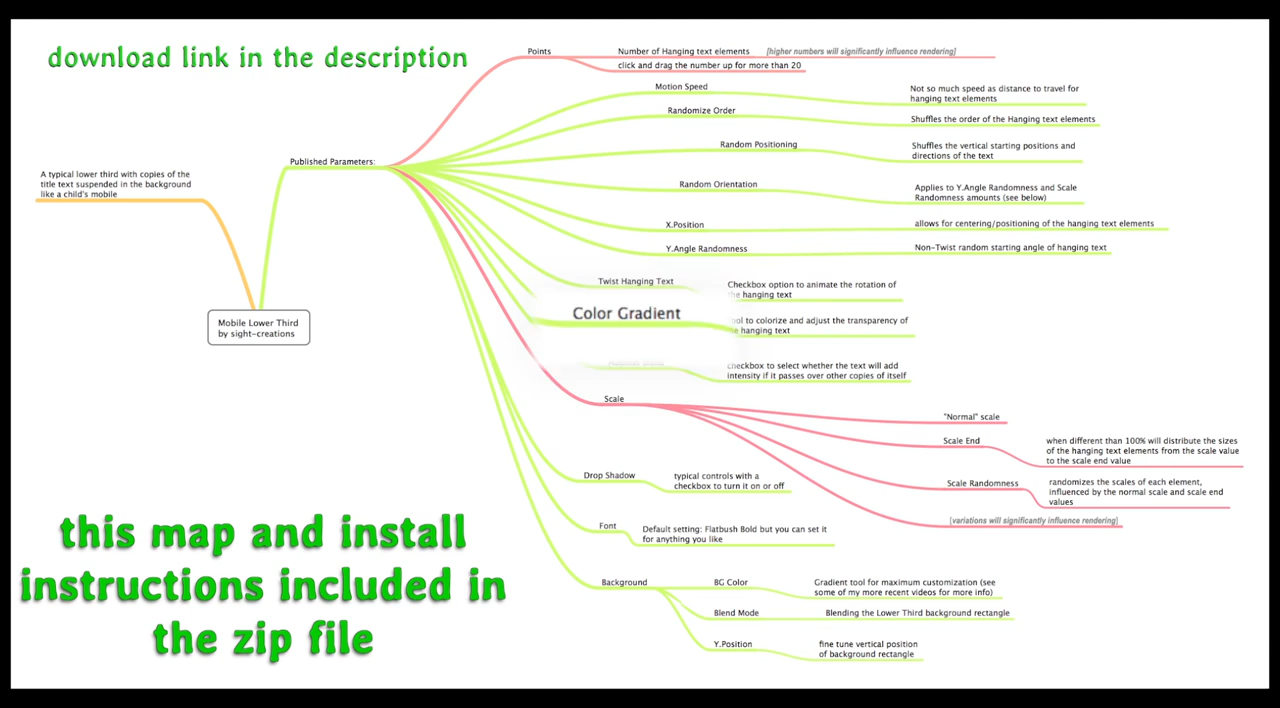 download link in the description
Points
Number of Hanging text elements [higher numbers will significantly influence rendering]
click and drag the number up for more than 20
Motion Speed
Not so much speed as distance to travel for
hanging text elements
Randomize Order
Shuffles the order of the Hanging text elements
Random Positioning
Shuffles the vertical starting positions and
directions of the text
Published Parameters:
A typical lower third with copies of the
title text suspended in the background
like a child's mobile
Random Orientation
Applies to Y.Angle Randomness and Scale
Randomness amounts (see below)
X.Position
allows for centering/positioning of the hanging text elements
Y.Angle Randomness
Non-Twist random starting angle of hanging text
Twist Hanging Text
Checkbox option to animate the rotation of
hanging text
Color Gradient
to colorize and adjust the transparency of
hanging text
checkbox to select whether the text will add
intensity if it passes over other copies of itself
Mobile Lower Third
by sight-creations
Scale
"Normal" scale
Scale End
when different than 100% will distribute the sizes
of the hanging text elements from the scale value
to the scale end value
Scale Randomness
randomizes the scales of each element,
influenced by the normal scale and scale end
values
[variations will significantly influence rendering]
Drop Shadow
typical controls with a
checkbox to turn it on or off
Font
Default setting: Flatbush Bold but you can set it
for anything you like
Background
BG Color
Gradient tool for maximum customization (see
some of my more recent videos for more info)
Blend Mode
Blending the Lower Third background rectangle
Y.Position
fine tune vertical position
of background rectangle
this map and install
instructions included in
the zip file